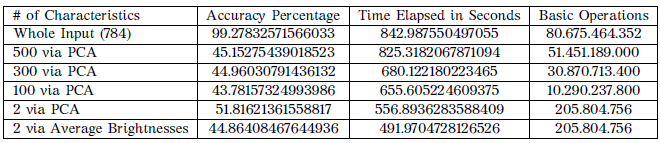 # of Characteristics Accuracy Percentage Time Elapsed in Seconds Basic Operations
Whole Input (784) 99.27832571566033 842.987550497055 80.675.464.352
500 via PCA 45.15275439018523 825.3182067871094 51.451.189.000
300 via PCA 44.96030791436132 680.122180223465 30.870.713.400
100 via PCA 43.78157324993986 655.605224609375 10.290.237.800
2 via PCA 51.81621361558817 556.8936283588409 205.804.756
2 via Average Brightnesses 44.86408467644936 491.9704728126526 205.804.756